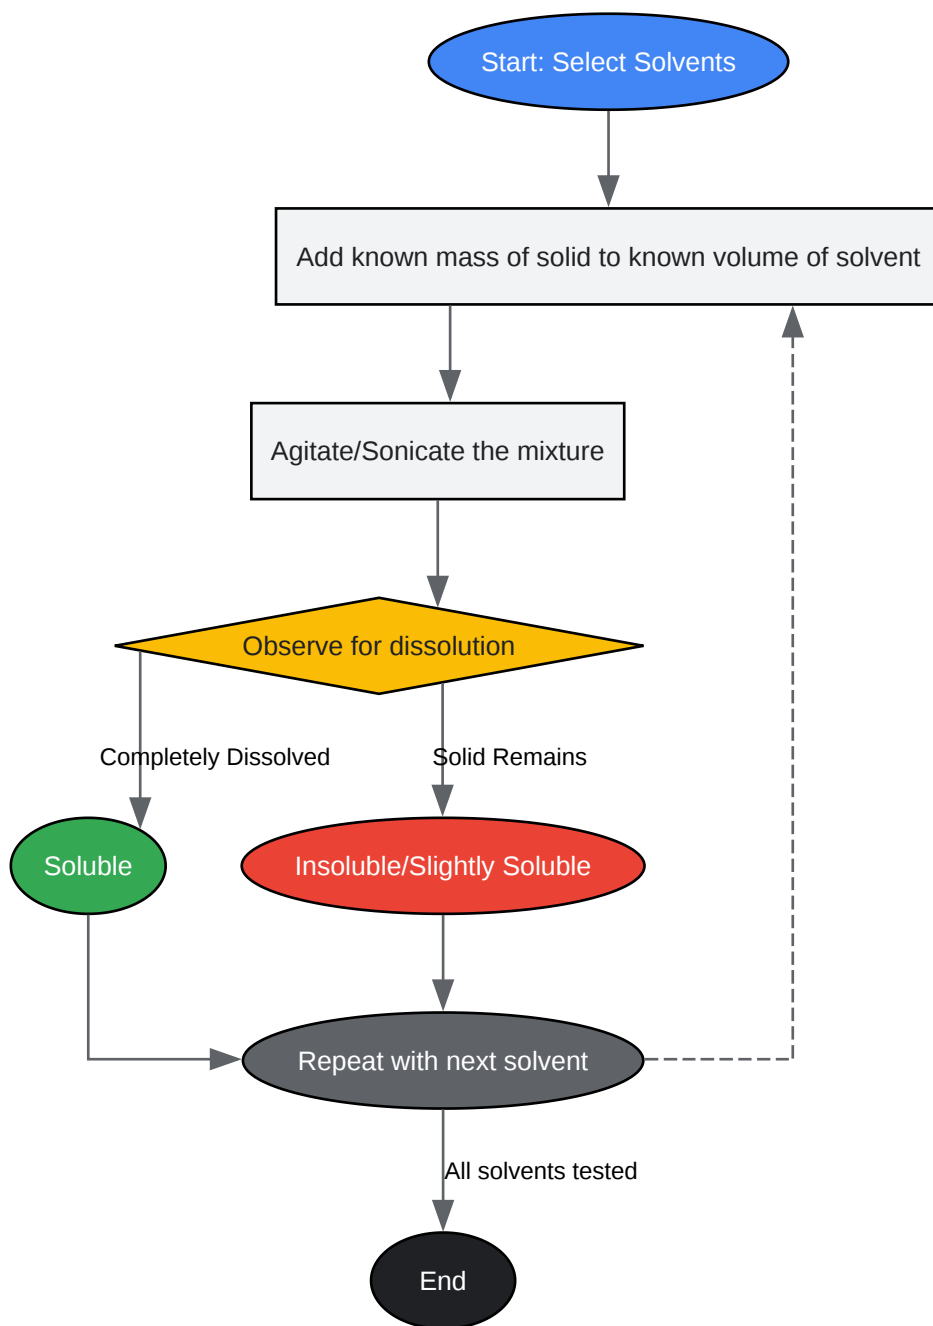 Start: Select Solvents
Add known mass of solid to known volume of solvent
Agitate/Sonicate the mixture
Observe for dissolution
Completely Dissolved
Solid Remains
Soluble
Insoluble/Slightly Soluble
Repeat with next solvent
All solvents tested
End